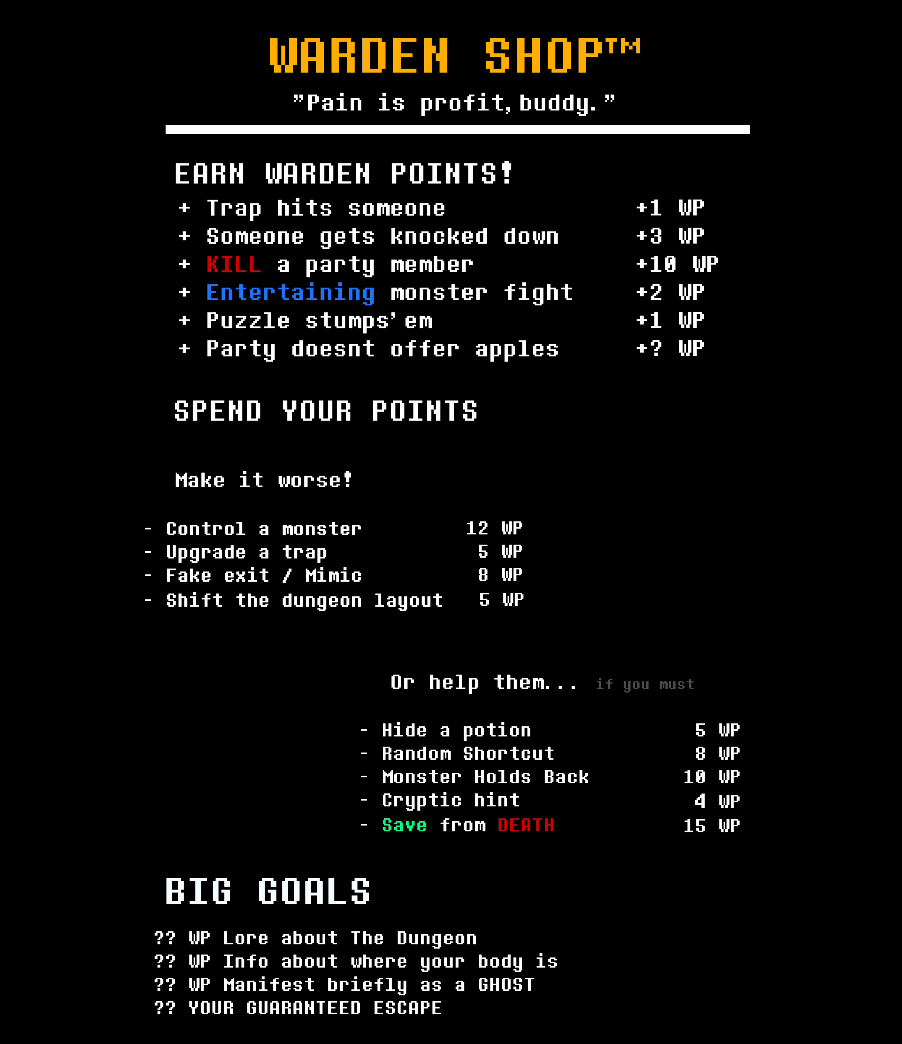 WARDEN SHOP™
"Pain is profit, buddy."
EARN WARDEN POINTS!
+ Trap hits someone +1 WP
+ Someone gets knocked down +3 WP
+ KILL a party member +10 WP
+ Entertaining monster fight +2 WP
+ Puzzle stumps'em +1 WP
+ Party doesnt offer apples +? WP
SPEND YOUR POINTS
Make it worse!
- Control a monster 12 WP
- Upgrade a trap 5 WP
- Fake exit / Mimic 8 WP
- Shift the dungeon layout 5 WP
Or help them... if you must
- Hide a potion 5 WP
- Random Shortcut 8 WP
- Monster Holds Back 10 WP
- Cryptic hint 4 WP
- Save from DEATH 15 WP
BIG GOALS
?? WP Lore about The Dungeon
?? WP Info about where your body is
?? WP Manifest briefly as a GHOST
?? YOUR GUARANTEED ESCAPE